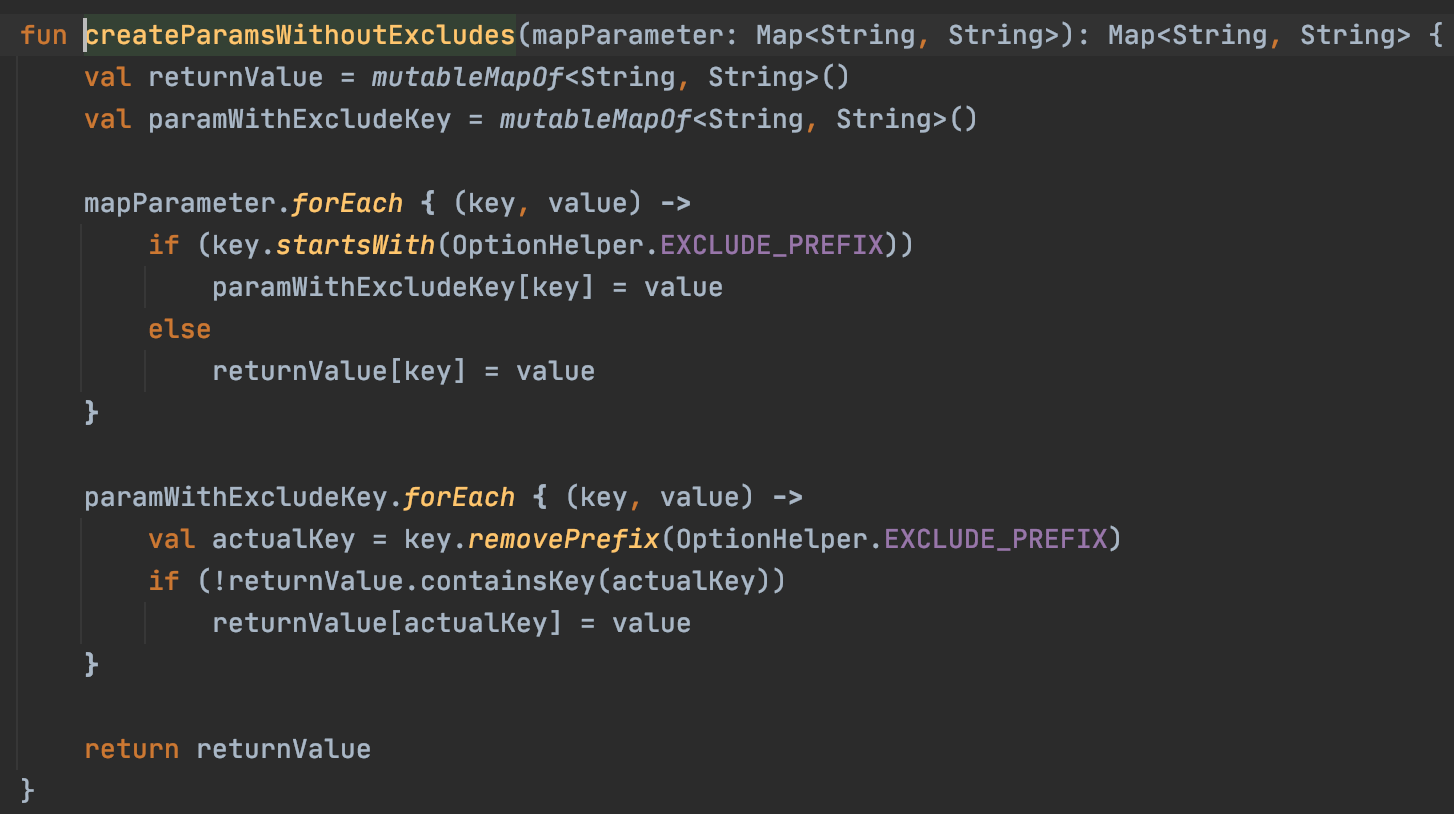 fun createParamsWithoutExcludes(mapParameter: Map<String, String>): Map<String, String> {
    val returnValue = mutableMapOf<String, String>()
    val paramWithExcludeKey = mutableMapOf<String, String>()

    mapParameter.forEach { (key, value) ->
        if (key.startsWith(OptionHelper.EXCLUDE_PREFIX))
            paramWithExcludeKey[key] = value
        else
            returnValue[key] = value
    }

    paramWithExcludeKey.forEach { (key, value) ->
        val actualKey = key.removePrefix(OptionHelper.EXCLUDE_PREFIX)
        if (!returnValue.containsKey(actualKey))
            returnValue[actualKey] = value
    }

    return returnValue
}